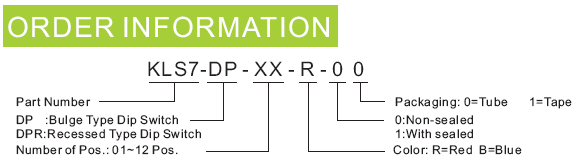 ORDER INFORMATION
KLS7-DP-XX-R-0 0
Part Number
Packaging: 0=Tube 1=Tape
DP :Bulge Type Dip Switch
0:Non-sealed
DPR:Recessed Type Dip Switch
1:With sealed
Number of Pos.: 01~12 Pos.
Color: R=Red B=Blue